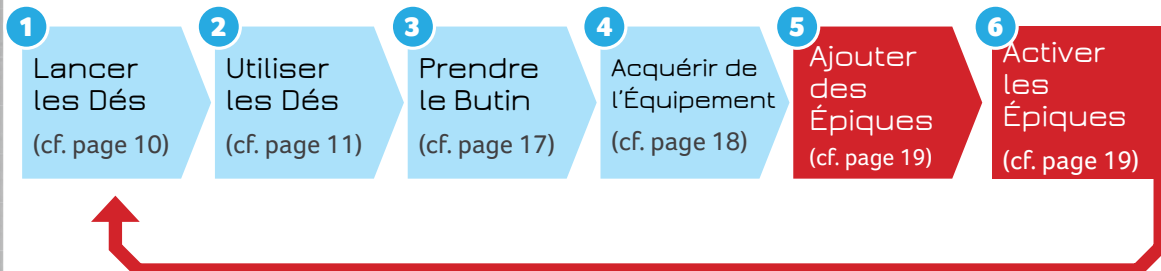 1
Lancer
les Dés
(cf. page 10)
2
Utiliser
les Dés
(cf. page 11)
3
Prendre
le Butin
(cf. page 17)
4
Acquérir de
l'Équipement
(cf. page 18)
5
Ajouter
des
Épiques
(cf. page 19)
6
Activer
les
Épiques
(cf. page 19)